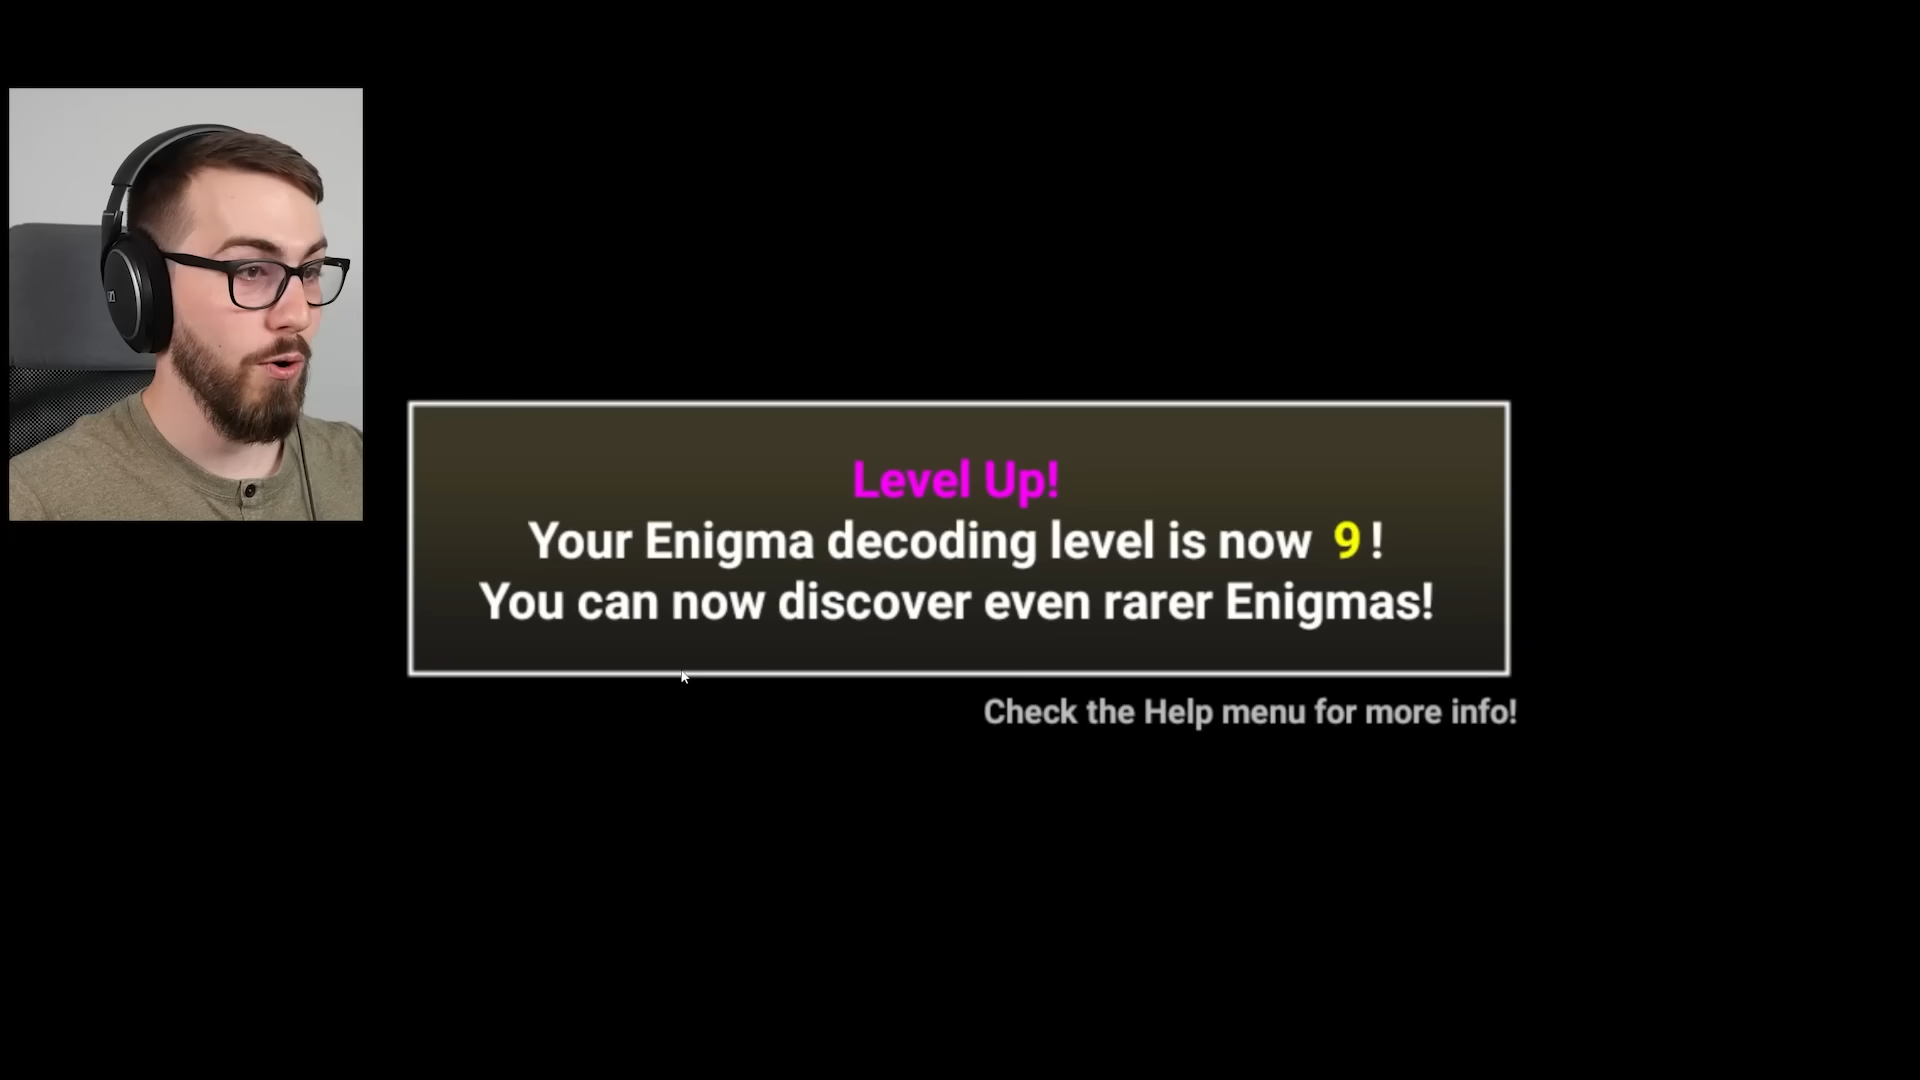 Level Up!
Your Enigma decoding level is now 9!
You can now discover even rarer Enigmas!
Check the Help menu for more info!